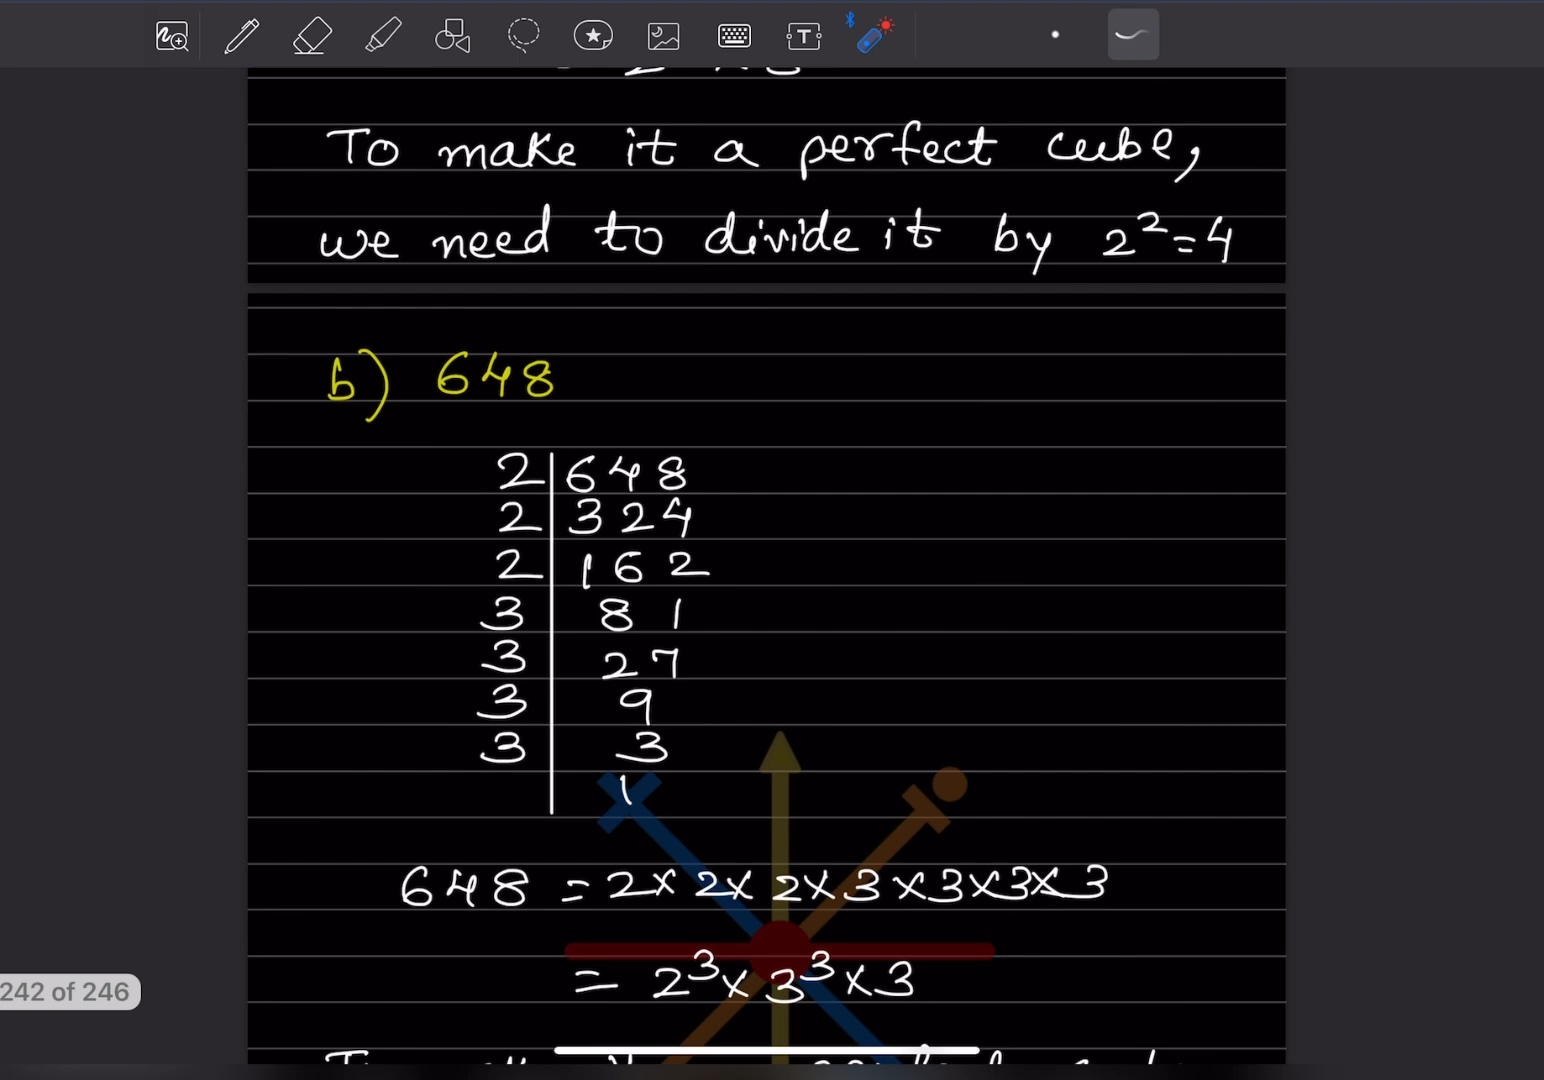 To make it a perfect cube,
we need to divide it by 2²=4
b) 648
2|648
2|324
2|162
3|81
3|27
3|9
3|3
|1
648 = 2×2×2×3×3×3×3
= 2³×3³×3
242 of 246